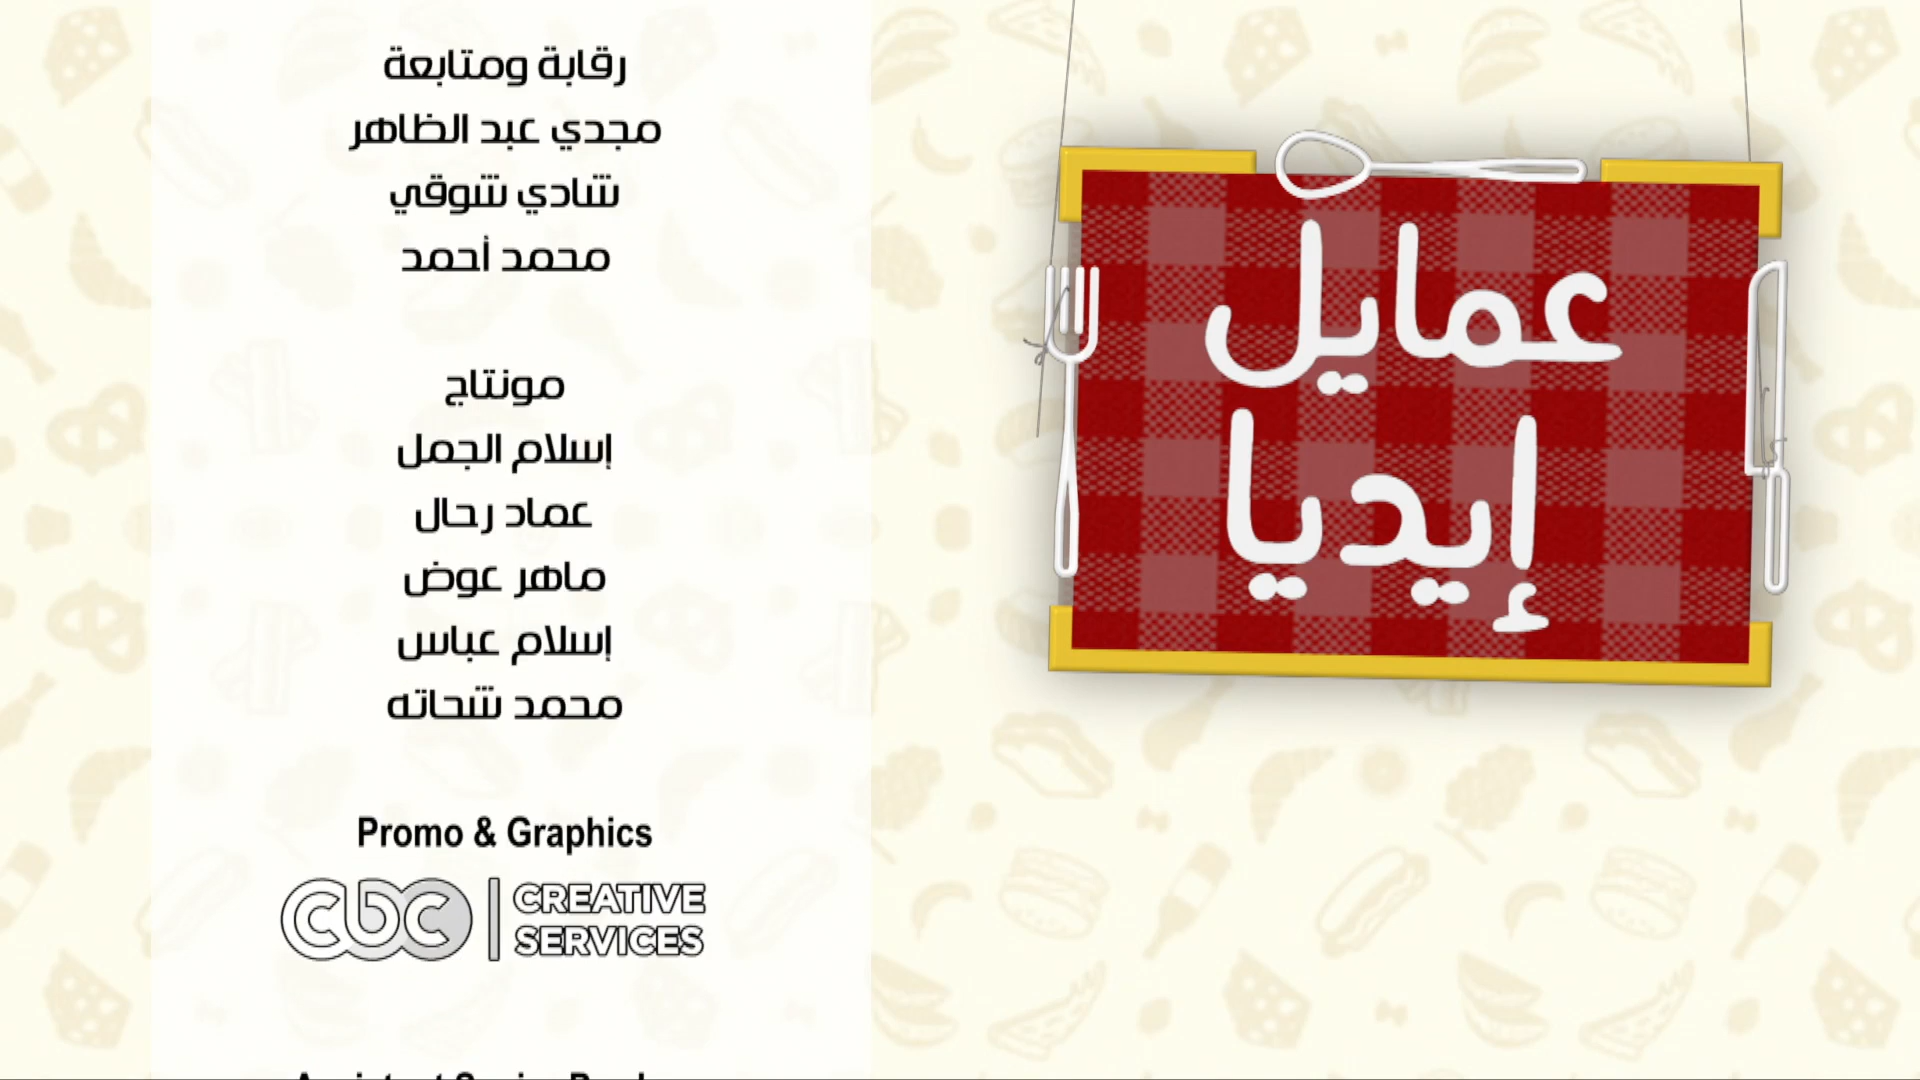 رقابة ومتابعة
مجدي عبد الظاهر
شادي شوقي
محمد أحمد
مونتاج
إسلام الجمل
عماد رحال
ماهر عوض
إسلام عباس
محمد شحاته
Promo & Graphics
cbc | CREATIVE SERVICES
عمايل
إيديا